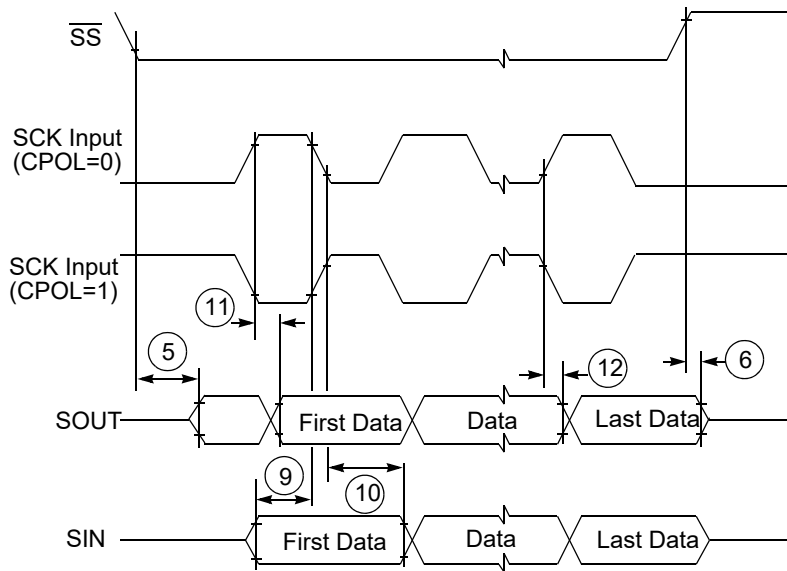 SS
SCK Input
(CPOL=0)
SCK Input
(CPOL=1)
11
5
12
6
SOUT
First Data
Data
Last Data
9
10
SIN
First Data
Data
Last Data